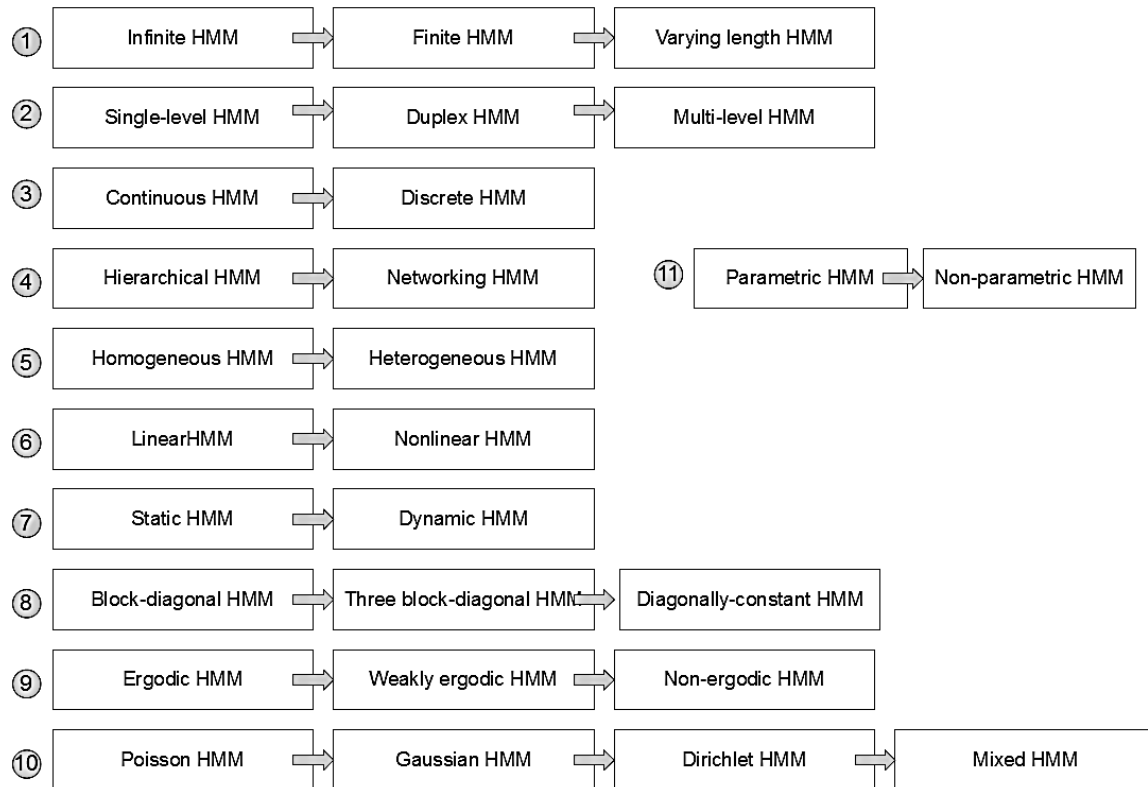 1 Infinite HMM Finite HMM Varying length HMM
2 Single-level HMM Duplex HMM Multi-level HMM
3 Continuous HMM Discrete HMM
4 Hierarchical HMM Networking HMM 11 Parametric HMM Non-parametric HMM
5 Homogeneous HMM Heterogeneous HMM
6 LinearHMM Nonlinear HMM
7 Static HMM Dynamic HMM
8 Block-diagonal HMM Three block-diagonal HMM Diagonally-constant HMM
9 Ergodic HMM Weakly ergodic HMM Non-ergodic HMM
10 Poisson HMM Gaussian HMM Dirichlet HMM Mixed HMM